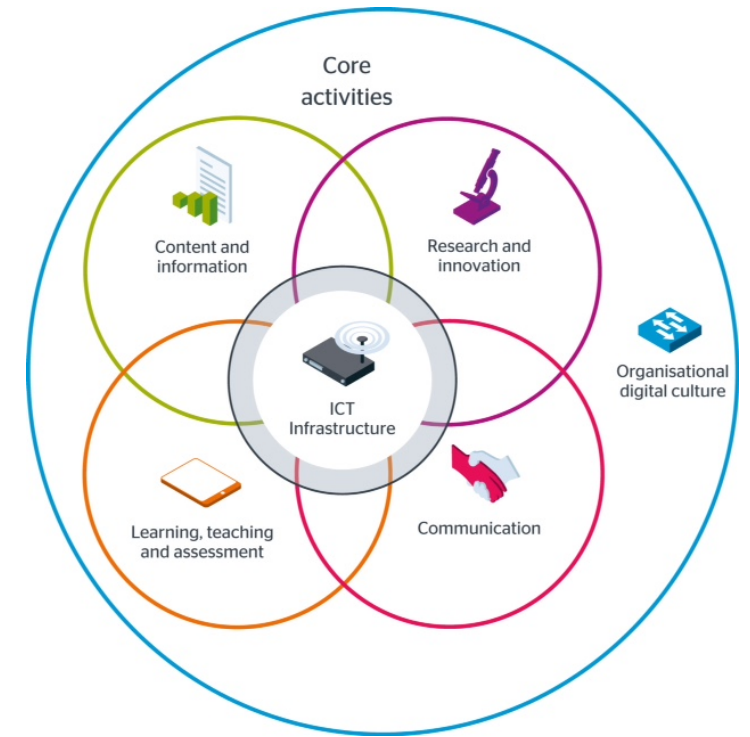 Core
activities
Content and
information
Research and
innovation
Organisational
digital culture
ICT
Infrastructure
Learning, teaching
and assessment
Communication